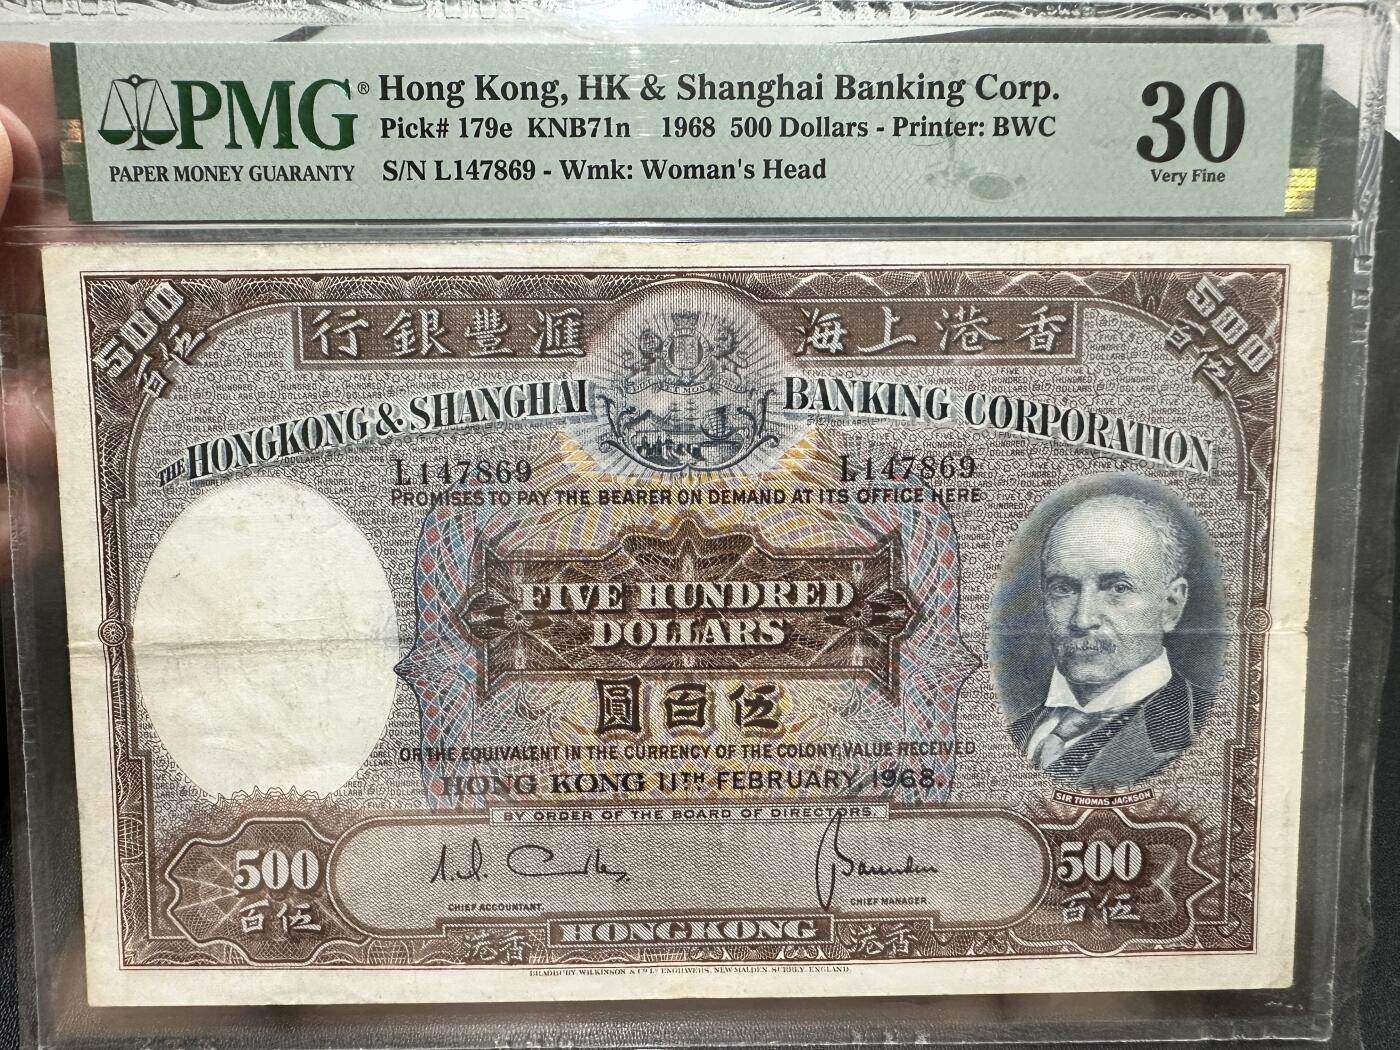 PMG® Hong Kong, HK & Shanghai Banking Corp.
Pick# 179e KNB71n 1968 500 Dollars - Printer: BWC
PAPER MONEY GUARANTY
S/N L147869 - Wmk: Woman's Head
30
Very Fine
500 伍百
500 伍百
行銀豐滙 海上港香
THE HONGKONG & SHANGHAI BANKING CORPORATION
L147869 L147869
PROMISES TO PAY THE BEARER ON DEMAND AT ITS OFFICE HERE
FIVE HUNDRED
DOLLARS
圓百伍
OR THE EQUIVALENT IN THE CURRENCY OF THE COLONY, VALUE RECEIVED
HONG KONG 11TH FEBRUARY, 1968.
SIR THOMAS JACKSON
BY ORDER OF THE BOARD OF DIRECTORS.
500 500
百伍 百伍
CHIEF ACCOUNTANT. CHIEF MANAGER
港香 HONGKONG 港香
BRADBURY, WILKINSON & Co. Ld. ENGRAVERS, NEW MALDEN, SURREY, ENGLAND.